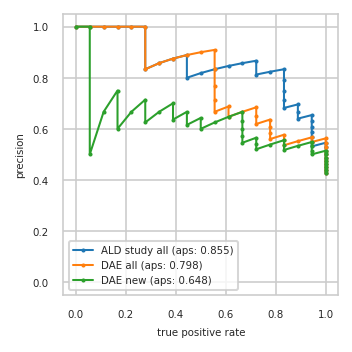 1.0
0.8
0.6
0.4
0.2
0.0
precision
ALD study all (aps: 0.855)
DAE all (aps: 0.798)
DAE new (aps: 0.648)
0.0 0.2 0.4 0.6 0.8 1.0
true positive rate